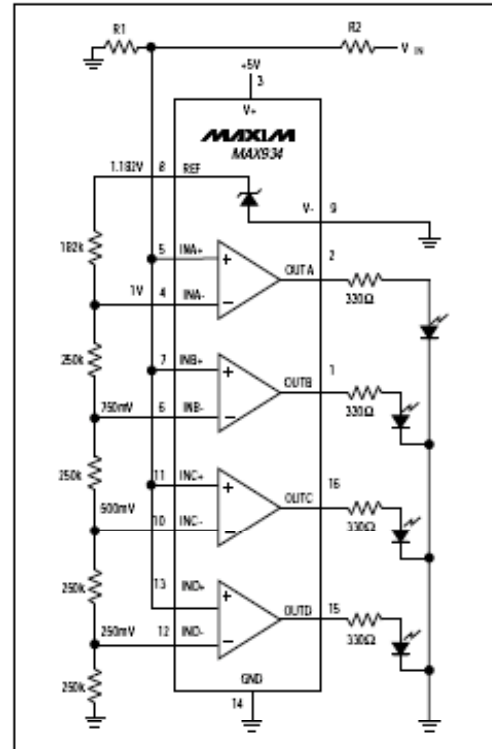 R1
R2
V IN
+5V
3
V+
MAXIM
MAX934
1.182V
8
REF
V-
9
182k
5
INA+
OUTA
2
1V
4
INA-
330Ω
250k
7
INB+
OUTB
1
750mV
6
INB-
330Ω
250k
11
INC+
OUTC
16
500mV
10
INC-
330Ω
250k
13
IND+
OUTD
15
250mV
12
IND-
330Ω
250k
GND
14